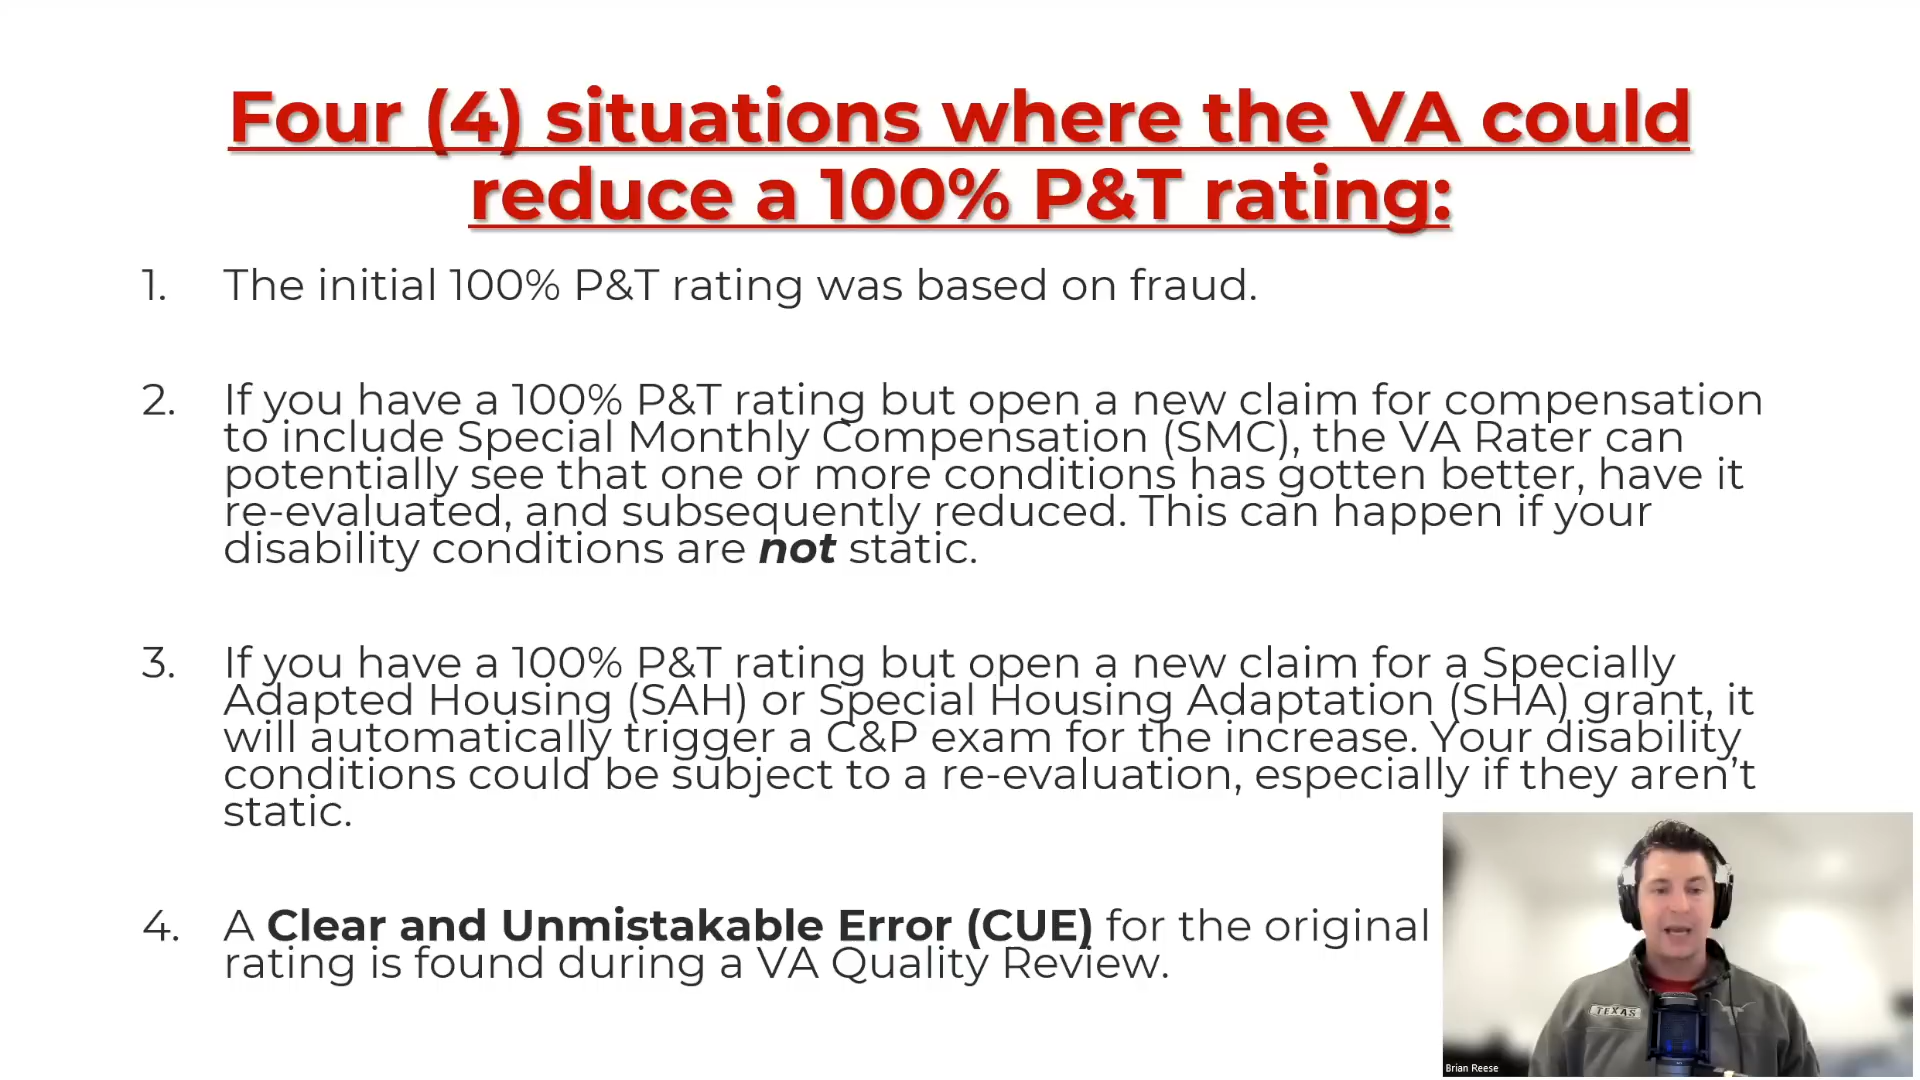 Four (4) situations where the VA could
reduce a 100% P&T rating:
1. The initial 100% P&T rating was based on fraud.
2. If you have a 100% P&T rating but open a new claim for compensation
to include Special Monthly Compensation (SMC), the VA Rater can
potentially see that one or more conditions has gotten better, have it
re-evaluated, and subsequently reduced. This can happen if your
disability conditions are not static.
3. If you have a 100% P&T rating but open a new claim for a Specially
Adapted Housing (SAH) or Special Housing Adaptation (SHA) grant, it
will automatically trigger a C&P exam for the increase. Your disability
conditions could be subject to a re-evaluation, especially if they aren’t
static.
4. A Clear and Unmistakable Error (CUE) for the original
rating is found during a VA Quality Review.
TEXAS
Brian Reese